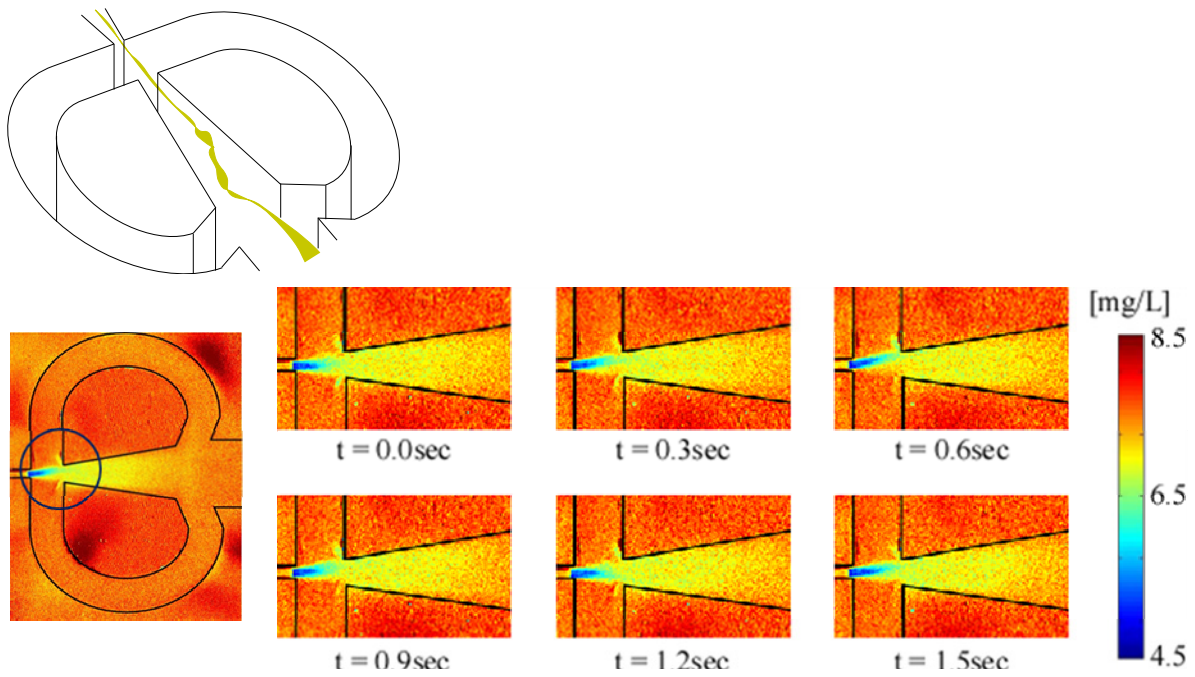 [mg/L]
8.5
6.5
4.5
t = 0.0sec
t = 0.3sec
t = 0.6sec
t = 0.9sec
t = 1.2sec
t = 1.5sec